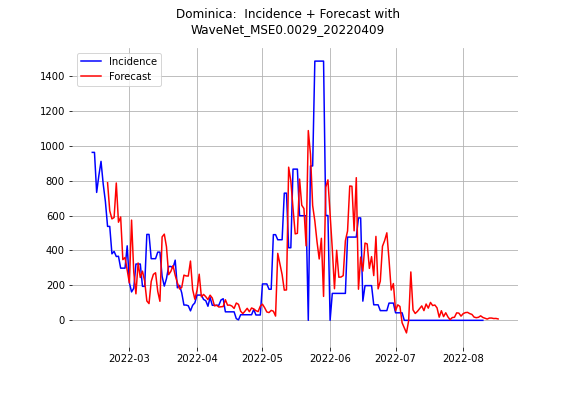 Dominica:  Incidence + Forecast with
WaveNet_MSE0.0029_20220409
Incidence
Forecast
1400
1200
1000
800
600
400
200
0
2022-03 2022-04 2022-05 2022-06 2022-07 2022-08